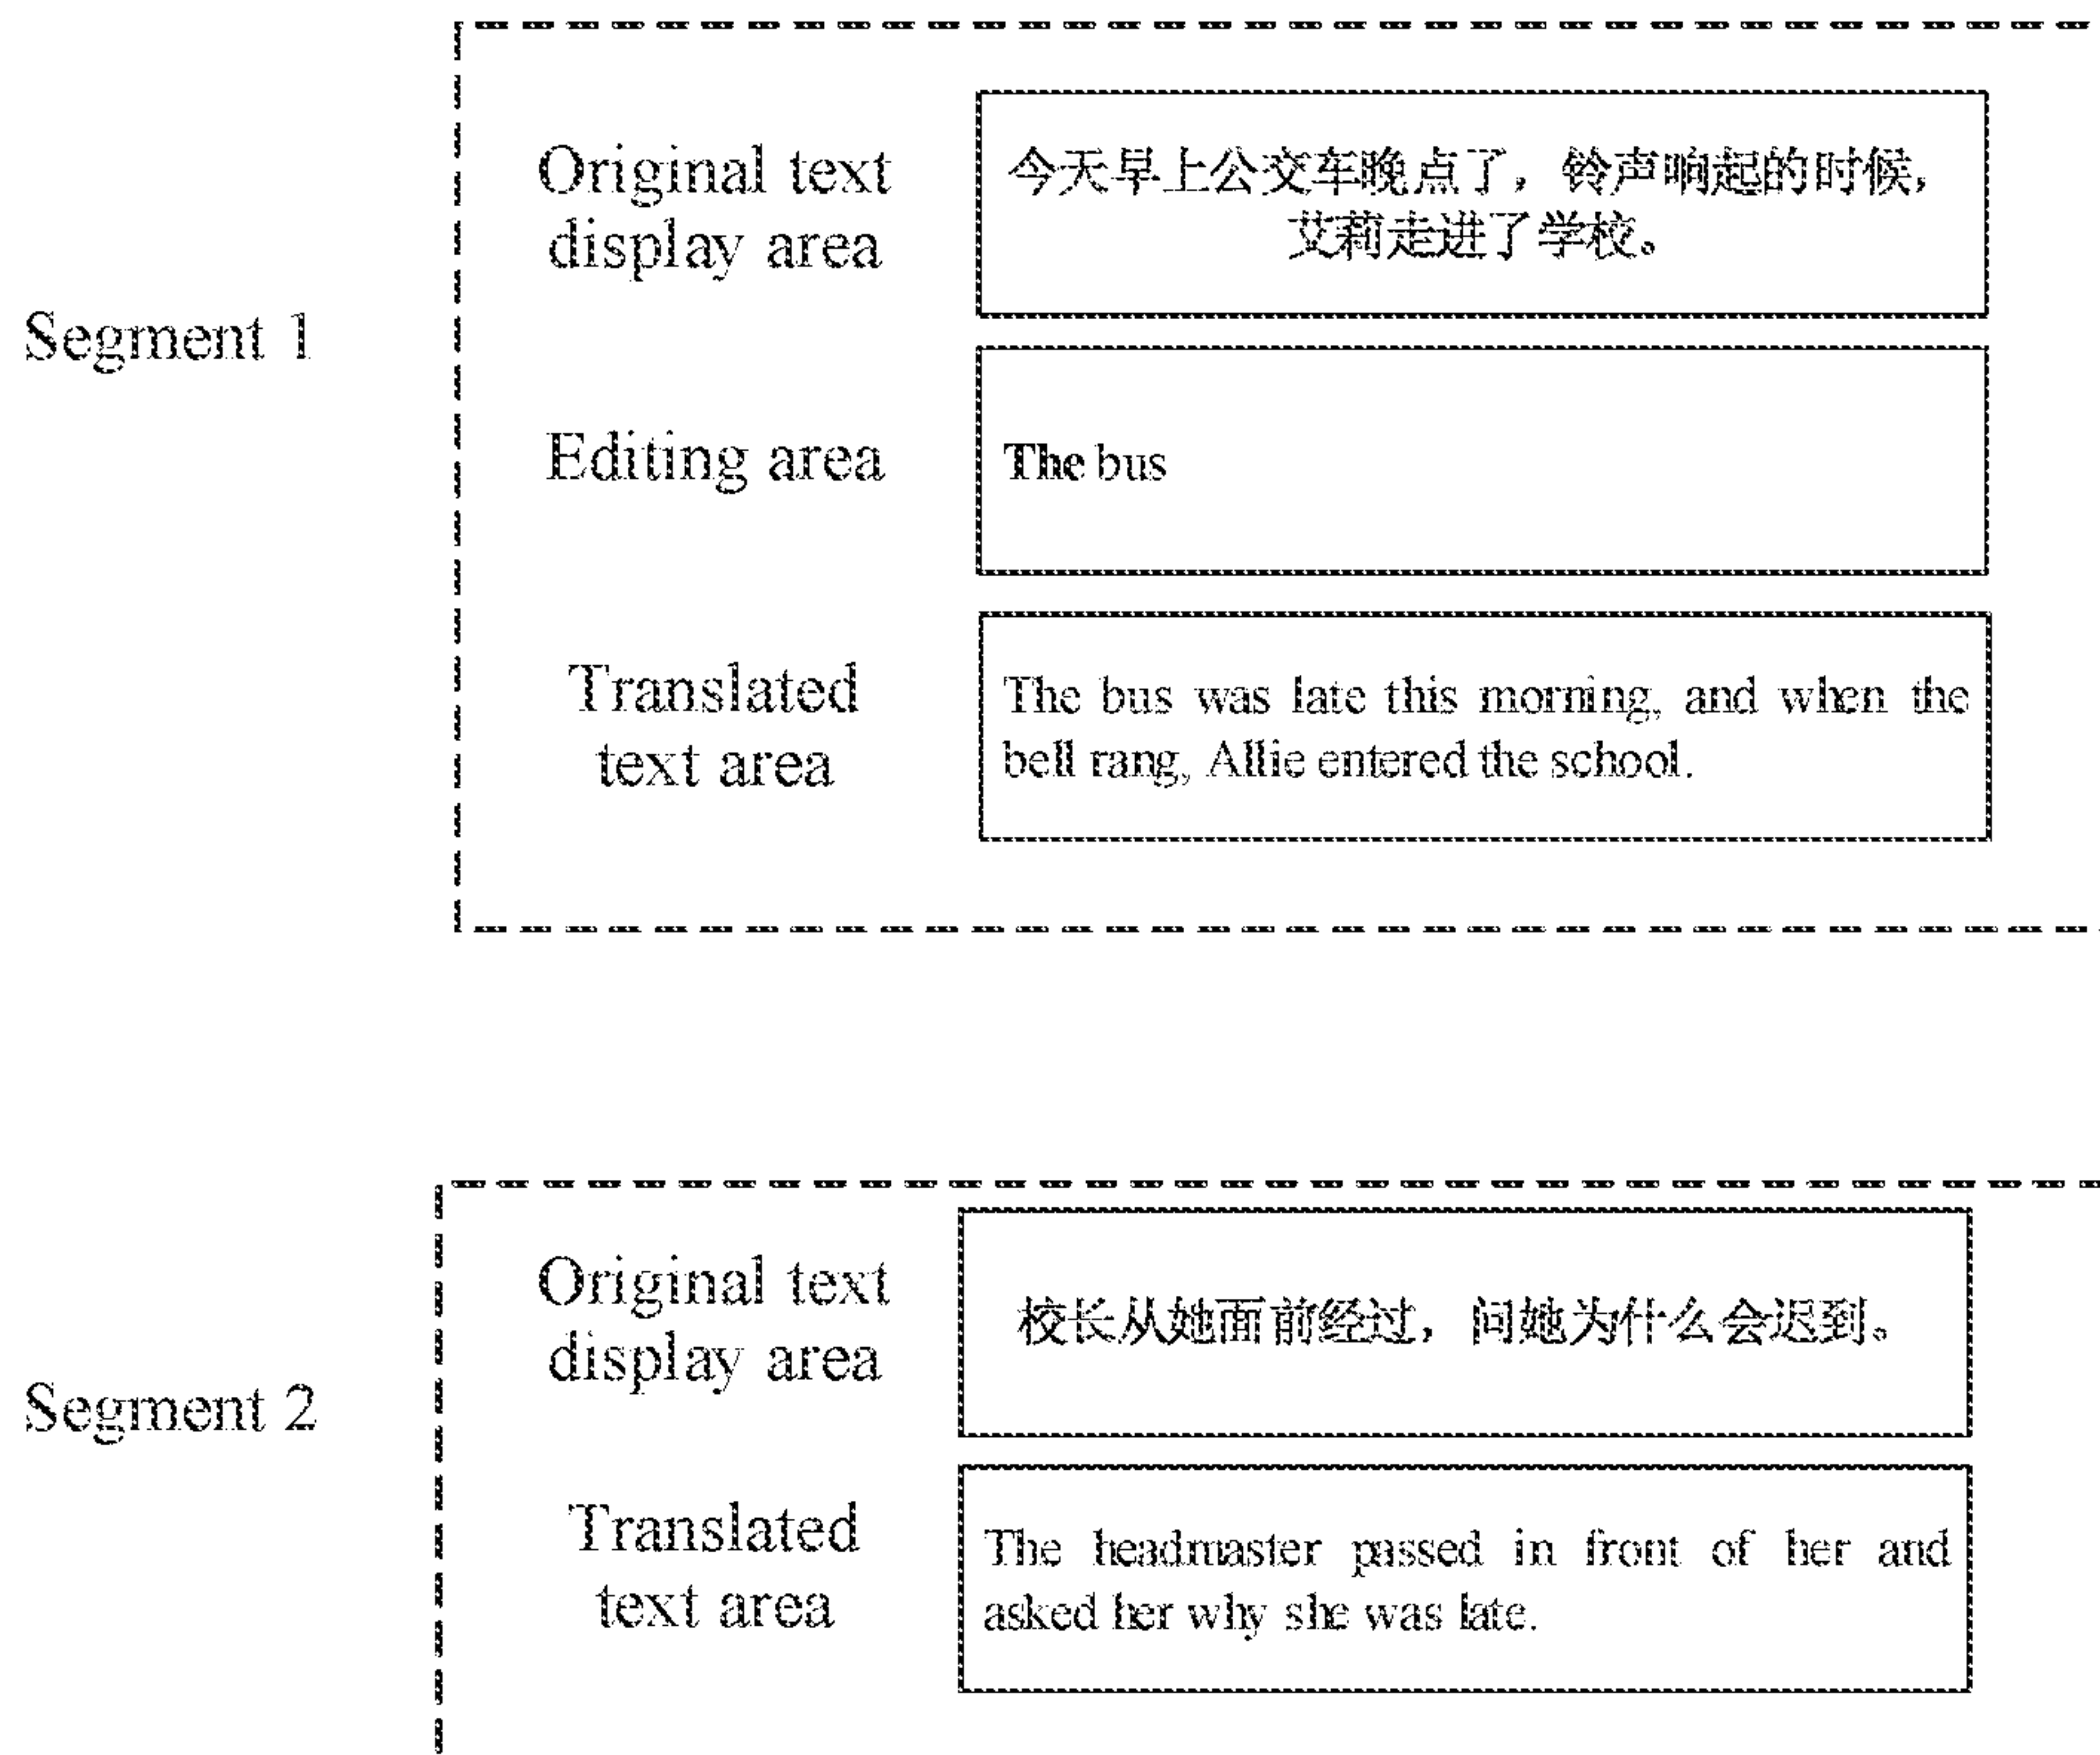 Segment 1
Original text
display area
今天早上公交车晚点了，铃声响起的时候，
艾莉走进了学校。
Editing area
The bus
Translated
text area
The bus was late this morning, and when the
bell rang, Allie entered the school.
Segment 2
Original text
display area
校长从她面前经过，问她为什么会迟到。
Translated
text area
The headmaster passed in front of her and
asked her why she was late.